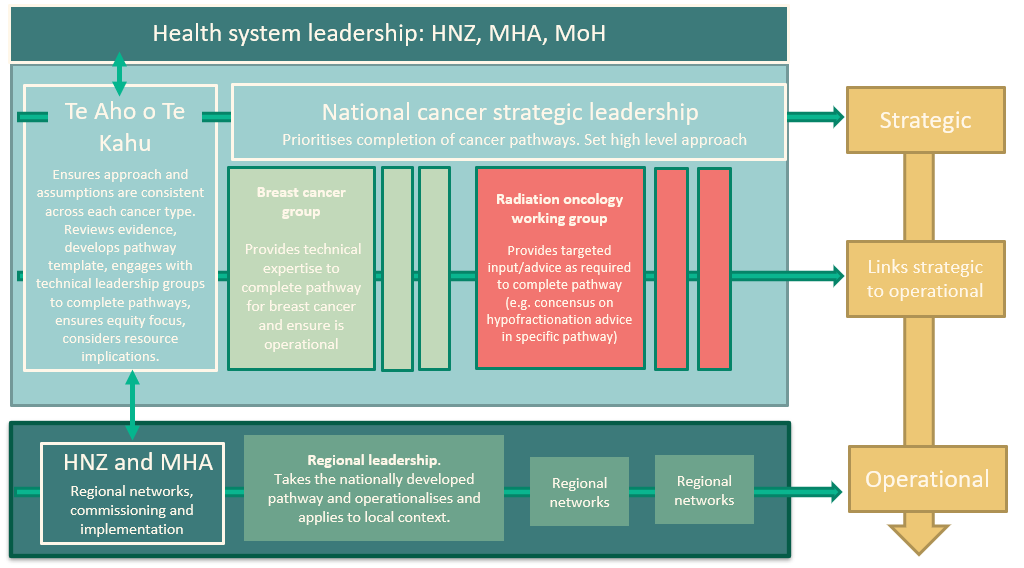 Health system leadership: HNZ, MHA, MoH
Te Aho o Te
Kahu
Ensures approach and
assumptions are consistent
across each cancer type.
Reviews evidence,
develops pathway
template, engages with
technical leadership groups
to complete pathways,
ensures equity focus,
considers resource
implications.
National cancer strategic leadership
Prioritises completion of cancer pathways. Set high level approach
Breast cancer
group
Provides technical
expertise to
complete pathway
for breast cancer
and ensure is
operational
Radiation oncology
working group
Provides targeted
input/advice as required
to complete pathway
(e.g. concensus on
hypofractionation advice
in specific pathway)
Strategic
Links strategic
to operational
Operational
HNZ and MHA
Regional networks,
commissioning and
implementation
Regional leadership.
Takes the nationally developed
pathway and operationalises and
applies to local context.
Regional
networks
Regional
networks